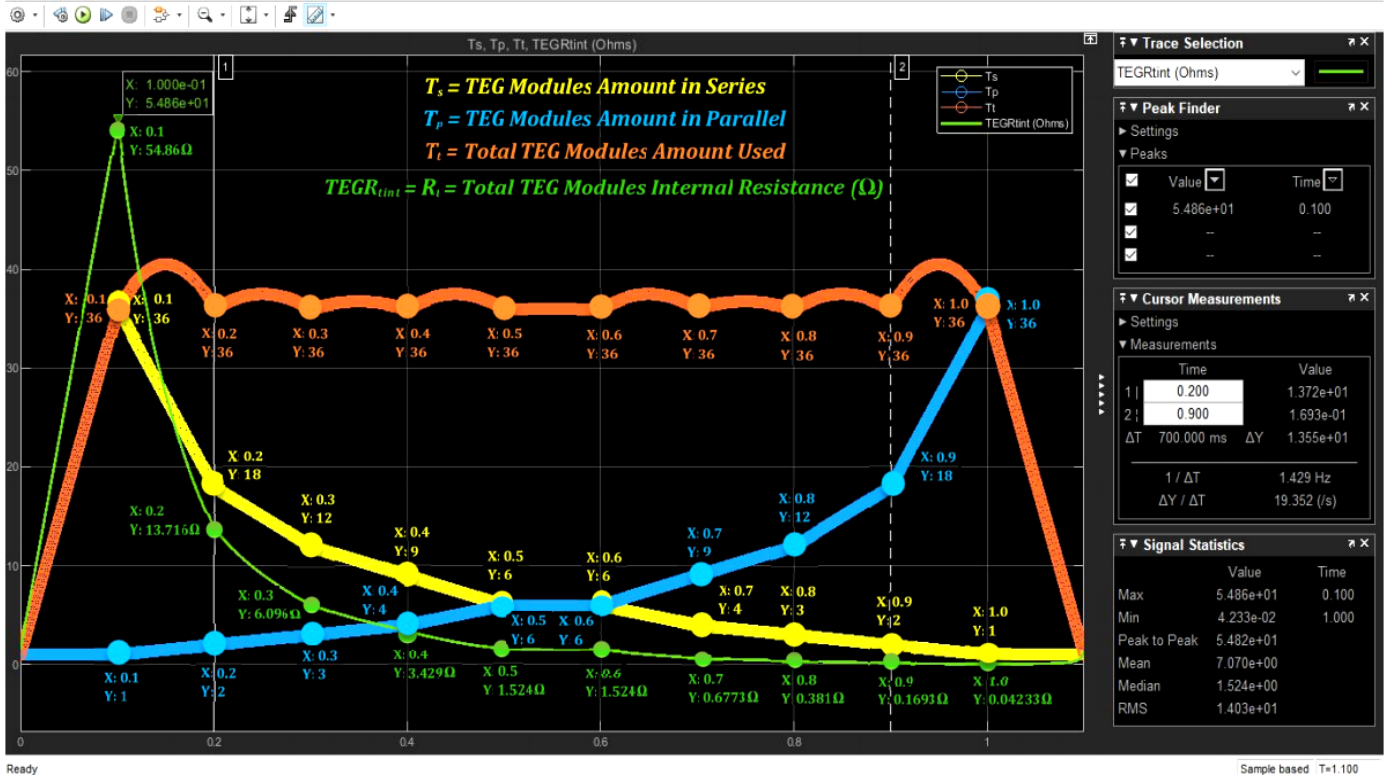 Ts, Tp, Tt, TEGRtint (Ohms)
60
50
40
30
20
10
0
0
0.2
0.4
0.6
0.8
1
1
2
X: 1.000e-01
Y: 5.486e+01
X: 0.1
Y: 54.86Ω
Ts = TEG Modules Amount in Series
Tp = TEG Modules Amount in Parallel
Tt = Total TEG Modules Amount Used
TEGRtint = Rt = Total TEG Modules Internal Resistance (Ω)
Ts
Tp
Tt
TEGRtint (Ohms)
X: 0.1
Y: 36
X: 0.1
Y: 36
X: 0.2
Y: 36
X: 0.3
Y: 36
X: 0.4
Y: 36
X: 0.5
Y: 36
X: 0.6
Y: 36
X: 0.7
Y: 36
X: 0.8
Y: 36
X: 0.9
Y: 36
X: 1.0
Y: 36
X: 1.0
Y: 36
X: 0.2
Y: 18
X: 0.3
Y: 12
X: 0.4
Y: 9
X: 0.5
Y: 6
X: 0.6
Y: 6
X: 0.7
Y: 4
X: 0.8
Y: 3
X: 0.9
Y: 2
X: 1.0
Y: 1
X: 0.1
Y: 1
X: 0.2
Y: 2
X: 0.3
Y: 3
X: 0.4
Y: 4
X: 0.5
Y: 6
X 0.6
Y 6
X: 0.7
Y: 9
X: 0.8
Y: 12
X: 0.9
Y: 18
X: 0.2
Y: 13.716Ω
X: 0.3
Y: 6.096Ω
X: 0.4
Y: 3.429Ω
X 0.5
Y: 1.524Ω
X: 0.6
Y: 1.524Ω
X: 0.7
Y: 0.6773Ω
X: 0.8
Y: 0.381Ω
X: 0.9
Y: 0.1693Ω
X: 1.0
Y: 0.04233Ω
Trace Selection
TEGRtint (Ohms)
Peak Finder
Settings
Peaks
Value Time
5.486e+01 0.100
-- --
-- --
Cursor Measurements
Settings
Measurements
Time Value
1 | 0.200 1.372e+01
2 ¦ 0.900 1.693e-01
ΔT 700.000 ms ΔY 1.355e+01
1 / ΔT 1.429 Hz
ΔY / ΔT 19.352 (/s)
Signal Statistics
Value Time
Max 5.486e+01 0.100
Min 4.233e-02 1.000
Peak to Peak 5.482e+01
Mean 7.070e+00
Median 1.524e+00
RMS 1.403e+01
Ready
Sample based T=1.100